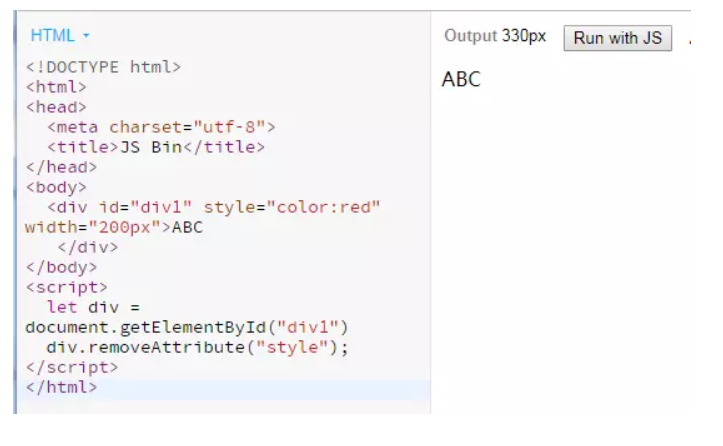 HTML
<!DOCTYPE html>
<html>
<head>
  <meta charset="utf-8">
  <title>JS Bin</title>
</head>
<body>
  <div id="div1" style="color:red"
width="200px">ABC
   </div>
</body>
<script>
  let div =
document.getElementById("div1")
  div.removeAttribute("style");
</script>
</html>
Output 330px
Run with JS
ABC